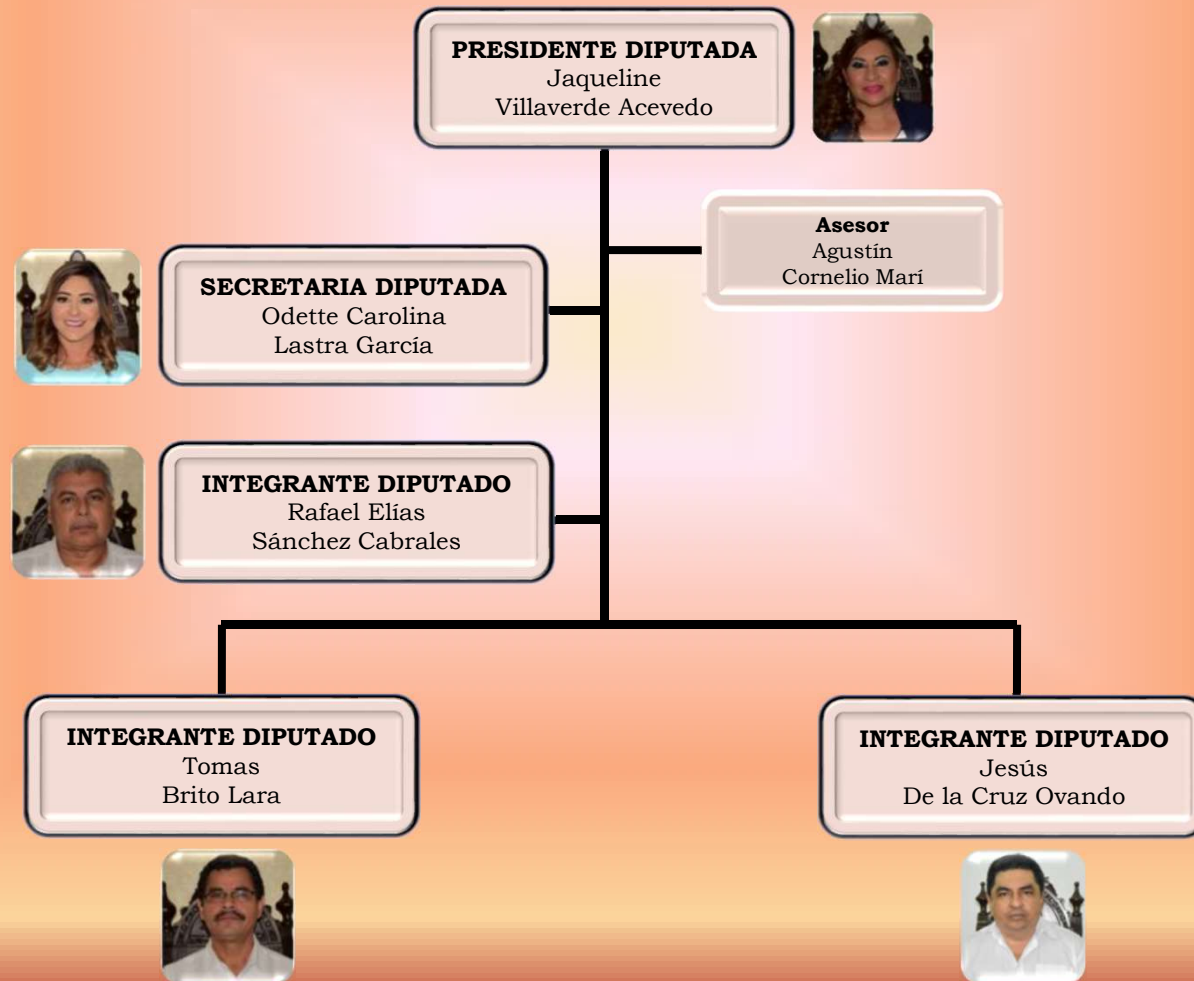 PRESIDENTE DIPUTADA
Jaqueline
Villaverde Acevedo
Asesor
Agustín
Cornelio Marí
SECRETARIA DIPUTADA
Odette Carolina
Lastra García
INTEGRANTE DIPUTADO
Rafael Elías
Sánchez Cabrales
INTEGRANTE DIPUTADO
Tomas
Brito Lara
INTEGRANTE DIPUTADO
Jesús
De la Cruz Ovando